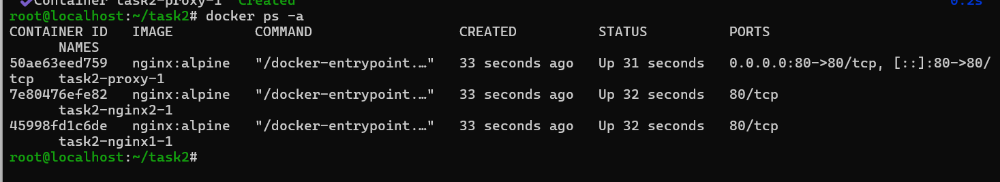 Container task2-proxy-1 Created 0.2s
root@localhost:~/task2# docker ps -a
CONTAINER ID   IMAGE          COMMAND                  CREATED          STATUS          PORTS
      NAMES
50ae63eed759   nginx:alpine   "/docker-entrypoint.…"   33 seconds ago   Up 31 seconds   0.0.0.0:80->80/tcp, [::]:80->80/
tcp   task2-proxy-1
7e80476efe82   nginx:alpine   "/docker-entrypoint.…"   33 seconds ago   Up 32 seconds   80/tcp
      task2-nginx2-1
45998fd1c6de   nginx:alpine   "/docker-entrypoint.…"   33 seconds ago   Up 32 seconds   80/tcp
      task2-nginx1-1
root@localhost:~/task2#